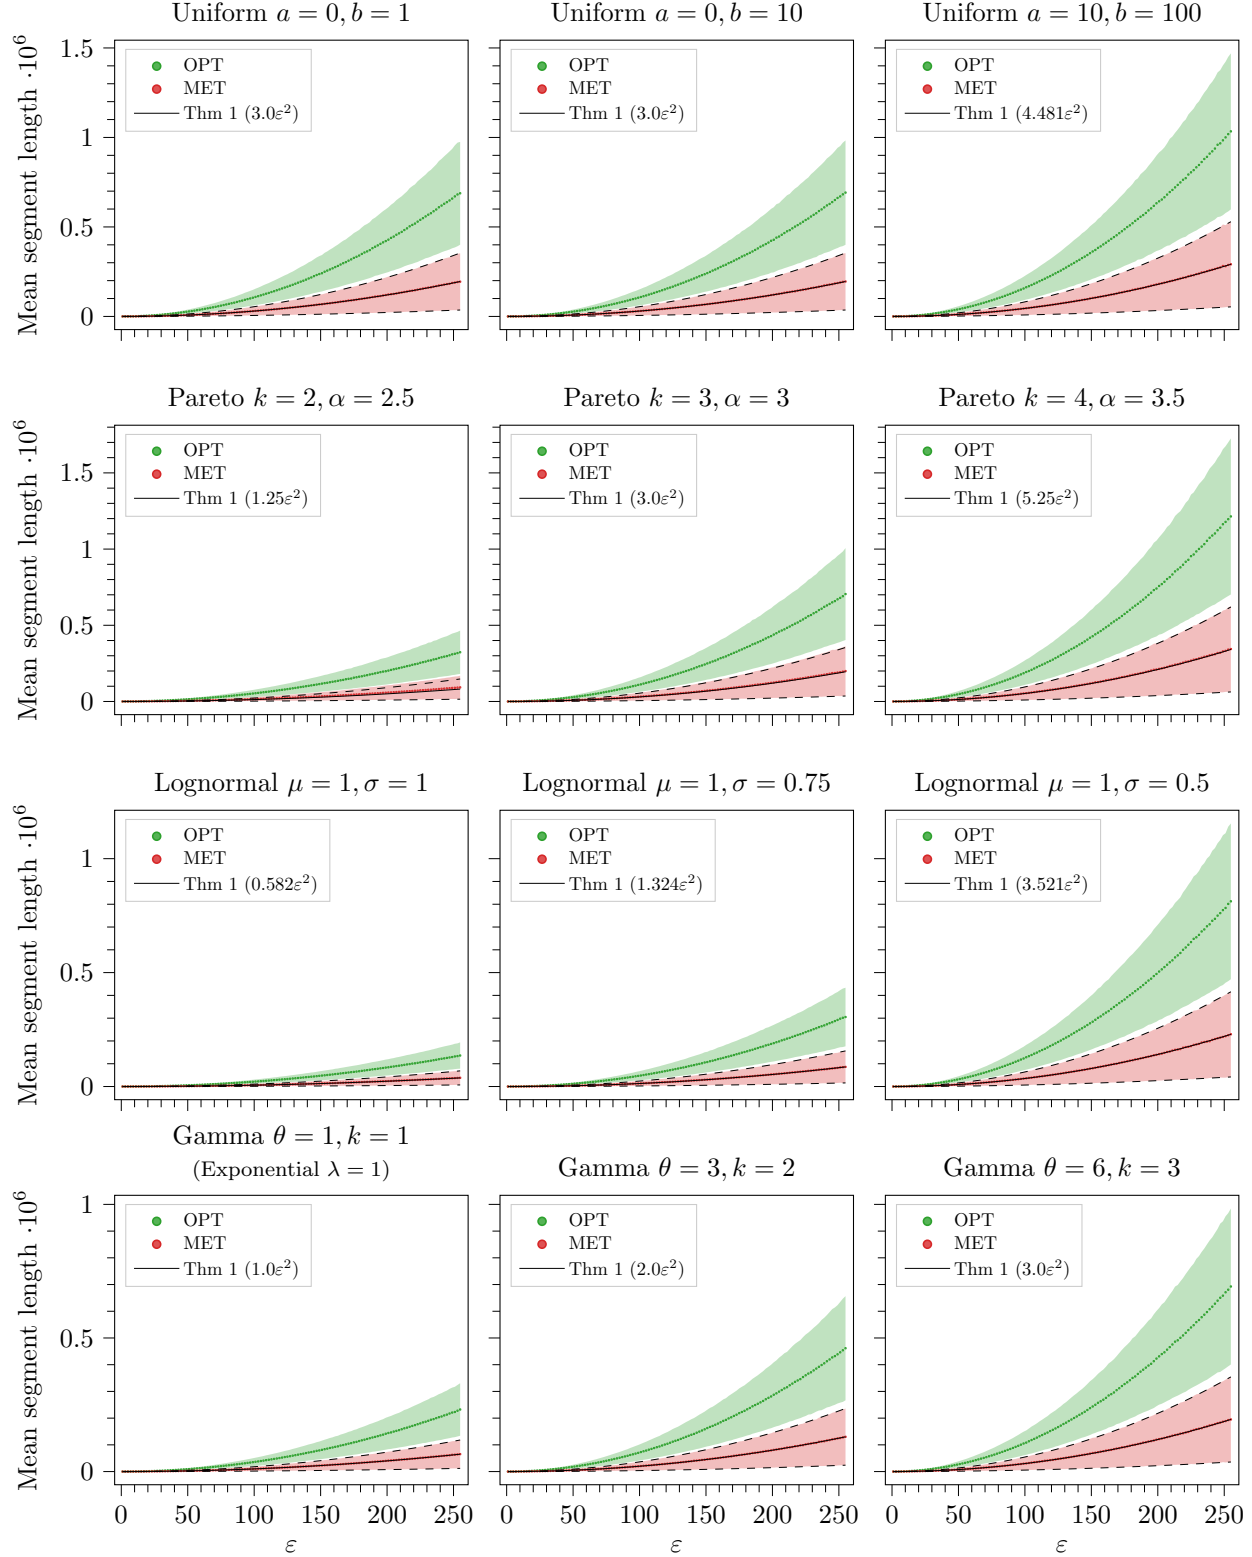 Uniform a = 0, b = 1
Uniform a = 0, b = 10
Uniform a = 10, b = 100
Mean segment length ·10⁶
1.5
1
0.5
0
OPT
MET
Thm 1 (3.0ε²)
OPT
MET
Thm 1 (3.0ε²)
OPT
MET
Thm 1 (4.481ε²)
Pareto k = 2, α = 2.5
Pareto k = 3, α = 3
Pareto k = 4, α = 3.5
Mean segment length ·10⁶
1.5
1
0.5
0
OPT
MET
Thm 1 (1.25ε²)
OPT
MET
Thm 1 (3.0ε²)
OPT
MET
Thm 1 (5.25ε²)
Lognormal μ = 1, σ = 1
Lognormal μ = 1, σ = 0.75
Lognormal μ = 1, σ = 0.5
Mean segment length ·10⁶
1
0.5
0
OPT
MET
Thm 1 (0.582ε²)
OPT
MET
Thm 1 (1.324ε²)
OPT
MET
Thm 1 (3.521ε²)
Gamma θ = 1, k = 1
(Exponential λ = 1)
Gamma θ = 3, k = 2
Gamma θ = 6, k = 3
Mean segment length ·10⁶
1
0.5
0
OPT
MET
Thm 1 (1.0ε²)
OPT
MET
Thm 1 (2.0ε²)
OPT
MET
Thm 1 (3.0ε²)
0 50 100 150 200 250
0 50 100 150 200 250
0 50 100 150 200 250
ε
ε
ε